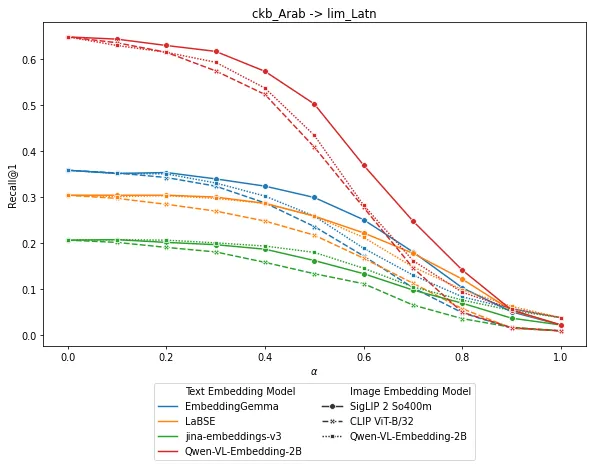 ckb_Arab -> lim_Latn
Recall@1
0.6
0.5
0.4
0.3
0.2
0.1
0.0
0.0 0.2 0.4 0.6 0.8 1.0
α
Text Embedding Model Image Embedding Model
EmbeddingGemma SigLIP 2 So400m
LaBSE CLIP ViT-B/32
jina-embeddings-v3 Qwen-VL-Embedding-2B
Qwen-VL-Embedding-2B